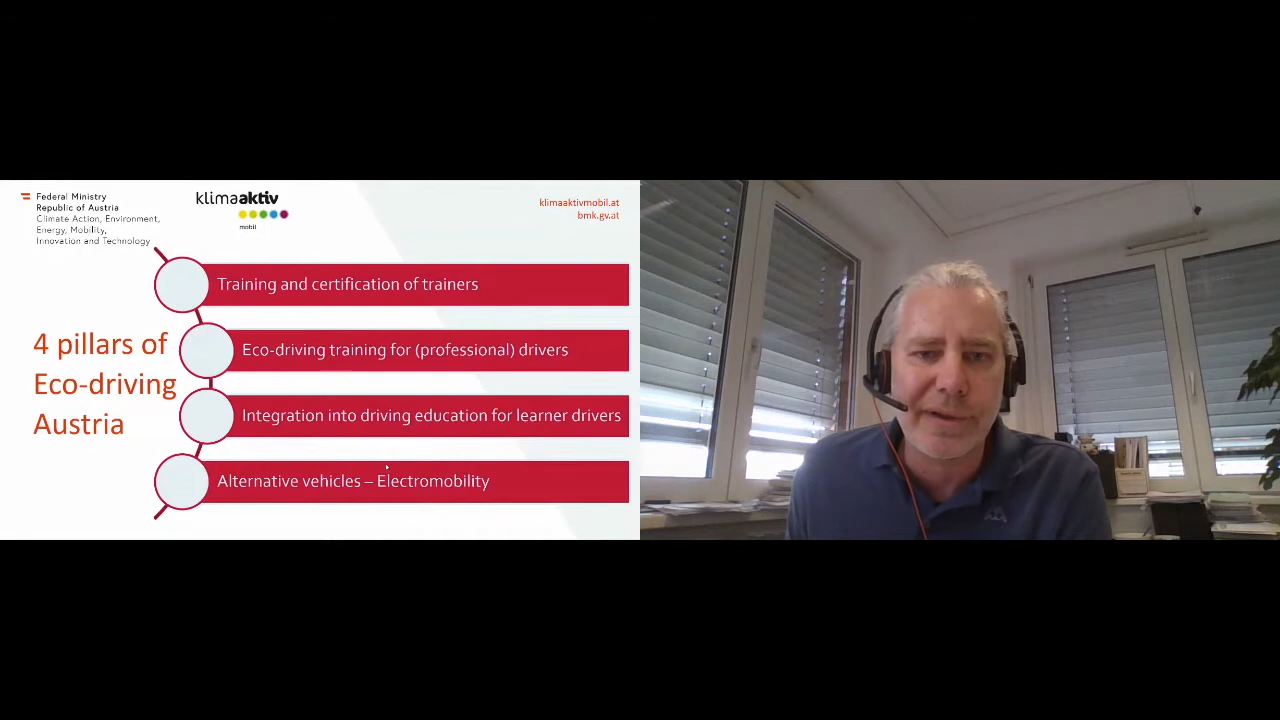 Federal Ministry
Republic of Austria
Climate Action, Environment,
Energy, Mobility,
Innovation and Technology
klimaaktiv
mobil
klimaaktivmobil.at
bmk.gv.at
4 pillars of
Eco-driving
Austria
Training and certification of trainers
Eco-driving training for (professional) drivers
Integration into driving education for learner drivers
Alternative vehicles – Electromobility